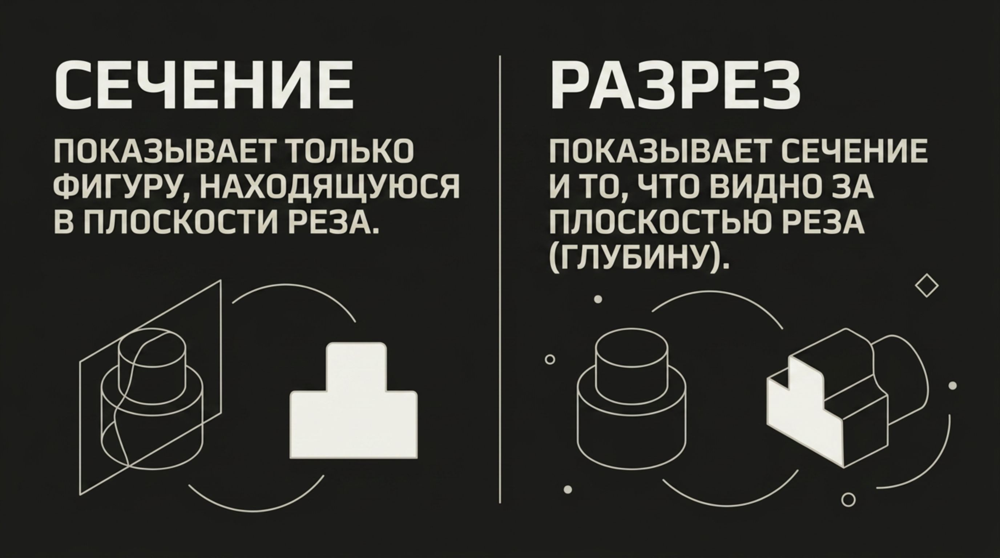 СЕЧЕНИЕ
ПОКАЗЫВАЕТ ТОЛЬКО
ФИГУРУ, НАХОДЯЩУЮСЯ
В ПЛОСКОСТИ РЕЗА.
РАЗРЕЗ
ПОКАЗЫВАЕТ СЕЧЕНИЕ
И ТО, ЧТО ВИДНО ЗА
ПЛОСКОСТЬЮ РЕЗА
(ГЛУБИНУ).